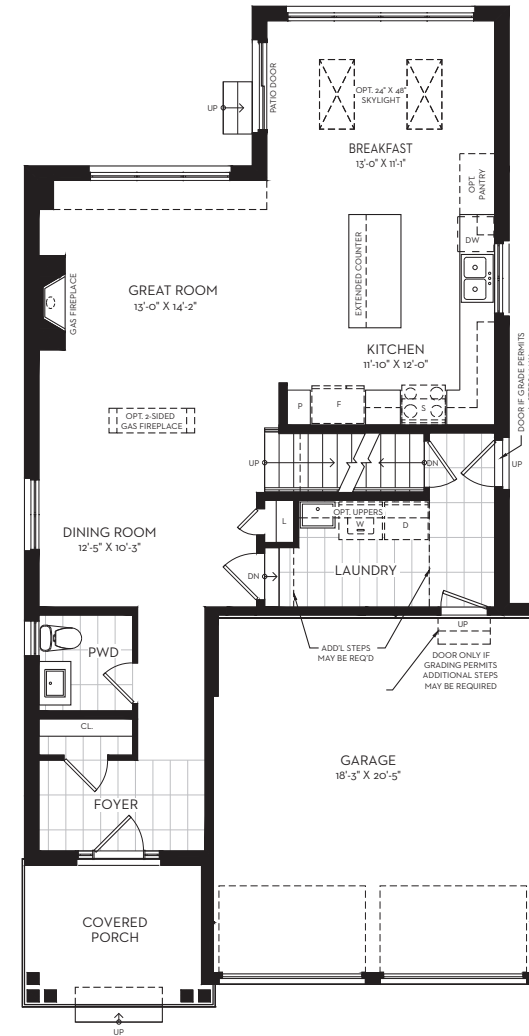 UP
PATIO DOOR
OPT. 24" X 48"
SKYLIGHT
BREAKFAST
13'-0" X 11'-1"
OPT.
PANTRY
DW
EXTENDED COUNTER
GREAT ROOM
13'-0" X 14'-2"
GAS FIREPLACE
KITCHEN
11'-10" X 12'-0"
P
F
S
DOOR IF GRADE PERMITS
OPT. 2-SIDED
GAS FIREPLACE
UP
DN
UP
DINING ROOM
12'-5" X 10'-3"
L
OPT. UPPERS
W
D
LAUNDRY
DN
UP
PWD
ADD'L STEPS
MAY BE REQ'D
DOOR ONLY IF
GRADING PERMITS
ADDITIONAL STEPS
MAY BE REQUIRED
CL.
GARAGE
18'-3" X 20'-5"
FOYER
COVERED
PORCH
UP